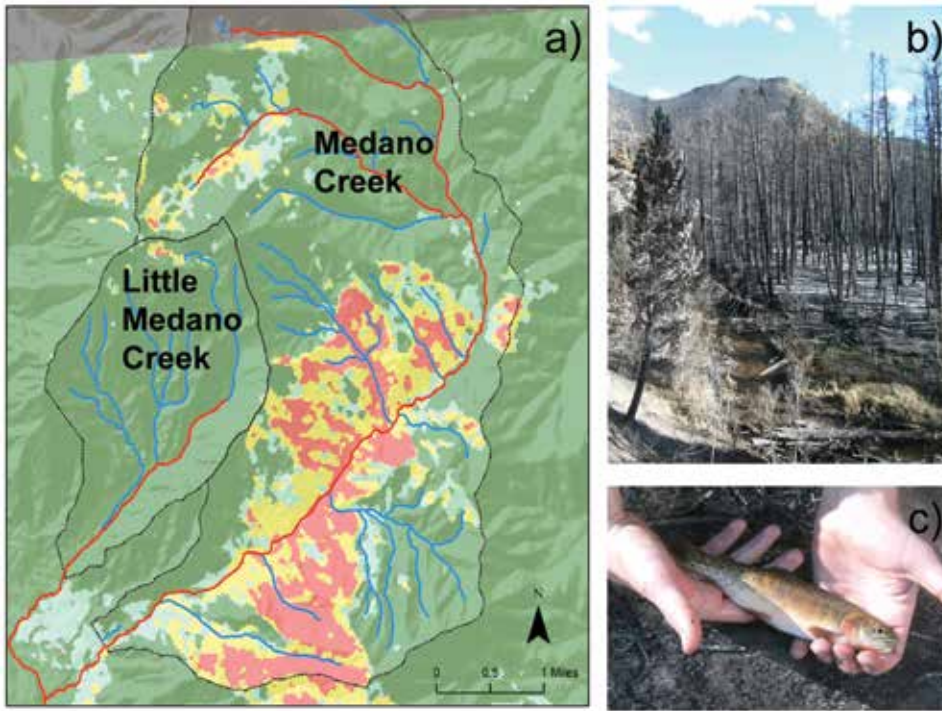 a)
Medano
Creek
Little
Medano
Creek
N
0 0.5 1 Miles
b)
c)